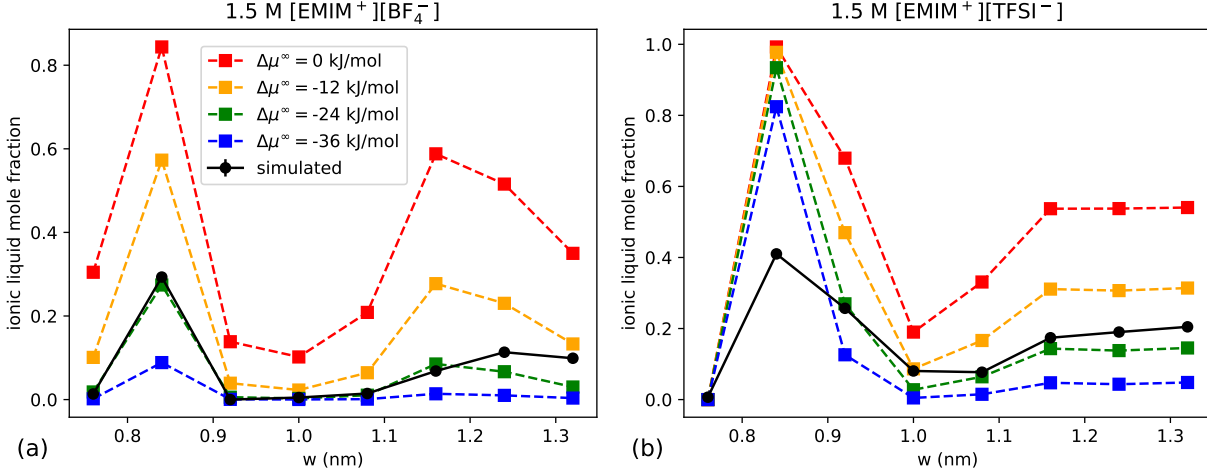 1.5 M [EMIM⁺][BF₄⁻]
ionic liquid mole fraction
0.8
0.6
0.4
0.2
0.0
Δμ∞ = 0 kJ/mol
Δμ∞ = -12 kJ/mol
Δμ∞ = -24 kJ/mol
Δμ∞ = -36 kJ/mol
simulated
0.8 0.9 1.0 1.1 1.2 1.3
w (nm)
(a)
1.5 M [EMIM⁺][TFSI⁻]
ionic liquid mole fraction
1.0
0.8
0.6
0.4
0.2
0.0
0.8 0.9 1.0 1.1 1.2 1.3
w (nm)
(b)